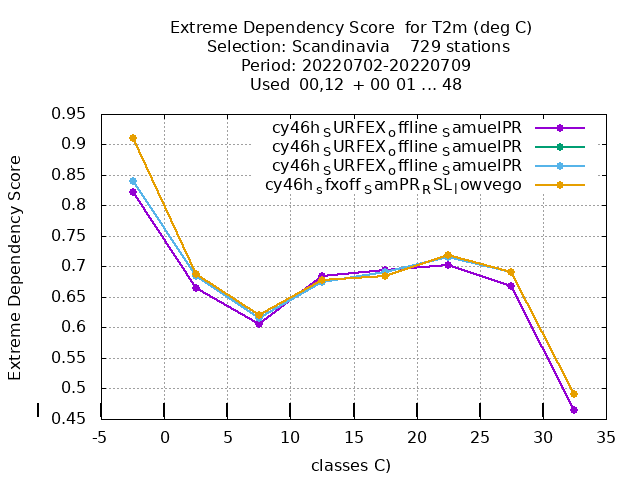 Extreme Dependency Score for T2m (deg C)
Selection: Scandinavia 729 stations
Period: 20220702-20220709
Used 00,12 + 00 01 ... 48
0.95
0.9
0.85
0.8
0.75
0.7
0.65
0.6
0.55
0.5
0.45
Extreme Dependency Score
cy46h_SURFEX_offline_SamuelPR
cy46h_SURFEX_offline_SamuelPR
cy46h_SURFEX_offline_SamuelPR
cy46h_sfxoff_SamPR_RSL_lowvego
-5 0 5 10 15 20 25 30 35
classes C)